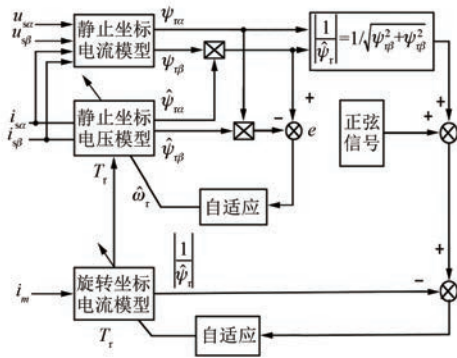 u_sα
u_sβ
i_sα
i_sβ
静止坐标
电流模型
ψ_rα
ψ_rβ
静止坐标
电压模型
ψ̂_rα
ψ̂_rβ
|1/ψ̂_r|=1/√(ψ²_rβ+ψ²_rβ)
+
−
e
正弦
信号
+
+
T_r
ω̂_r
自适应
|1/ψ̂_r|
+
−
i_m
旋转坐标
电流模型
T_r
自适应